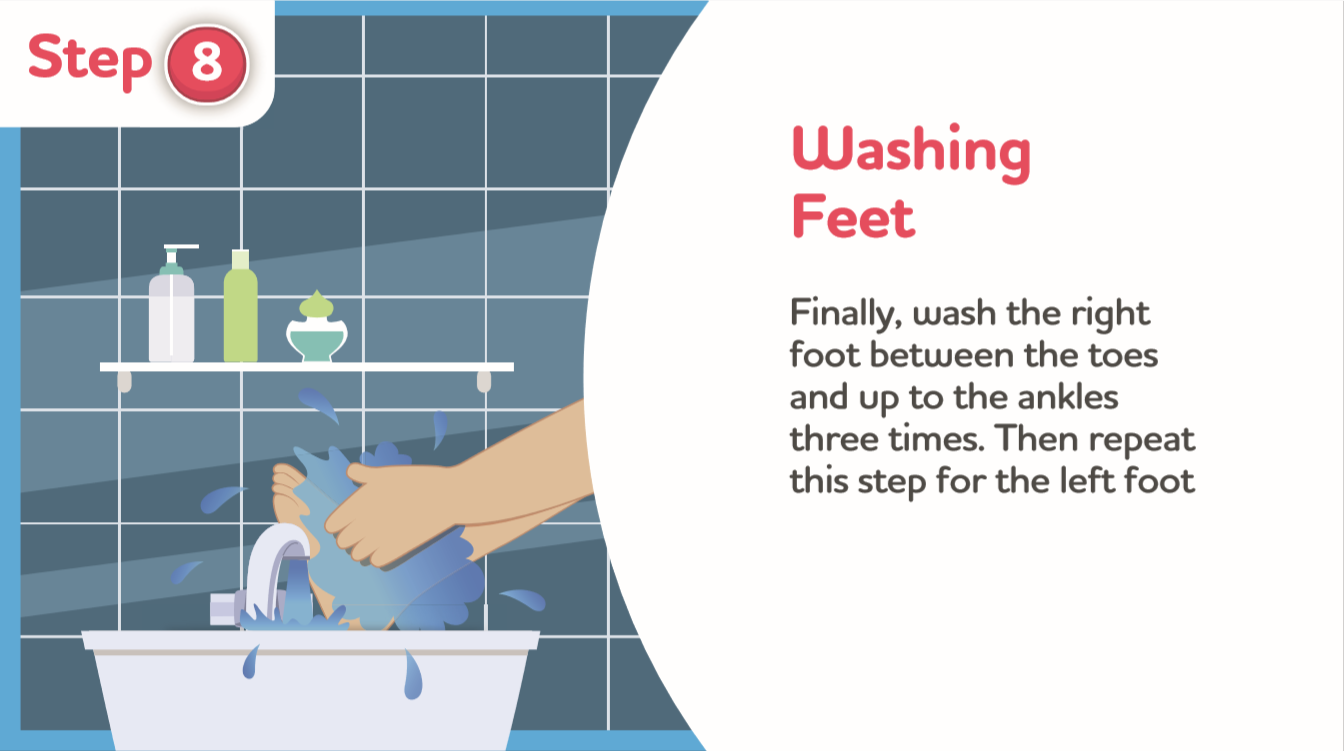 Step 8
Washing
Feet
Finally, wash the right
foot between the toes
and up to the ankles
three times. Then repeat
this step for the left foot